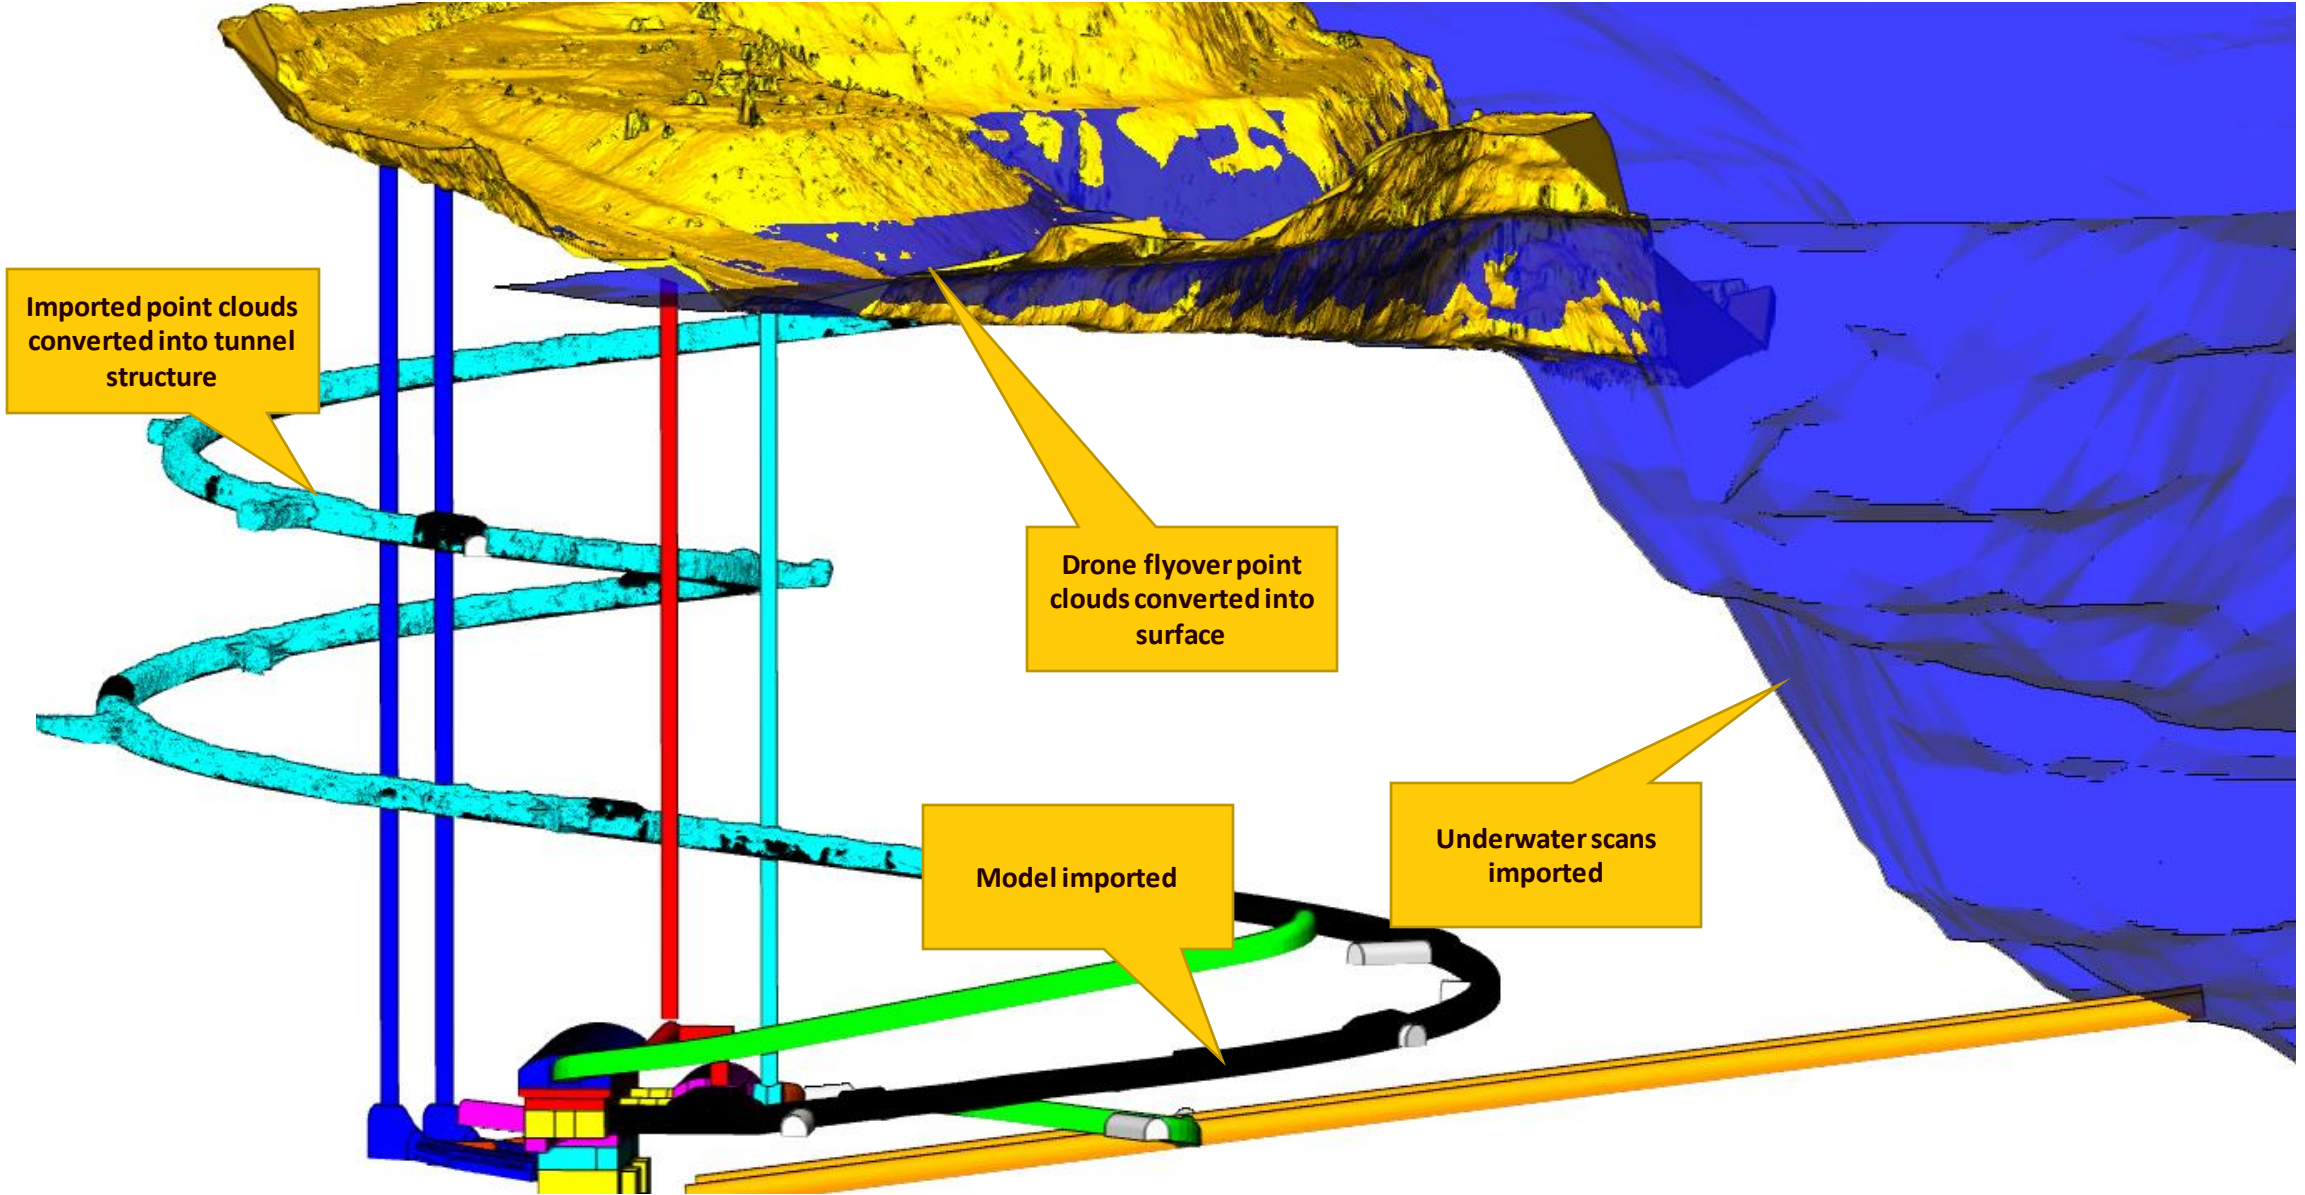 Imported point clouds
converted into tunnel
structure
Drone flyover point
clouds converted into
surface
Model imported
Underwater scans
imported